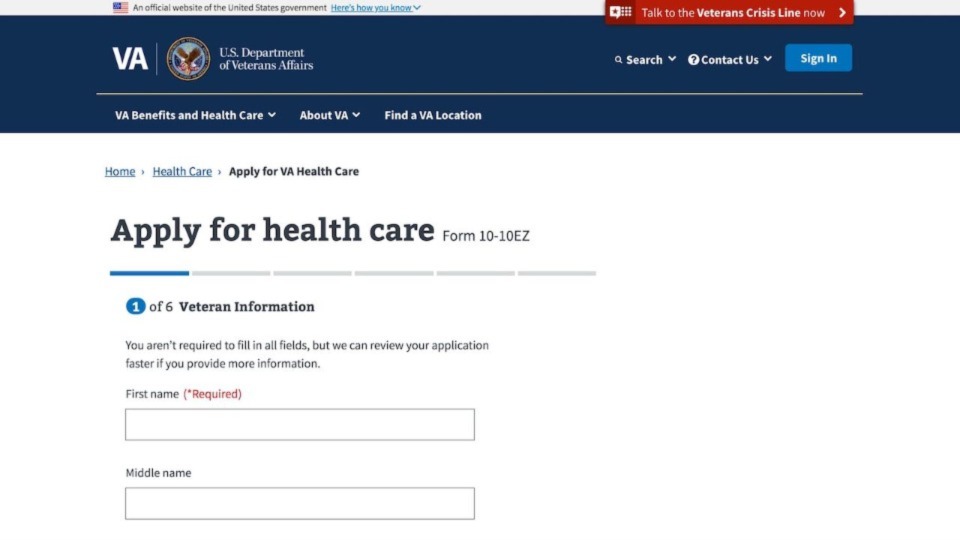 An official website of the United States government Here's how you know
Talk to the Veterans Crisis Line now
VA
U.S. Department
of Veterans Affairs
Search
Contact Us
Sign In
VA Benefits and Health Care
About VA
Find a VA Location
Home › Health Care › Apply for VA Health Care
Apply for health care Form 10-10EZ
1 of 6 Veteran Information
You aren't required to fill in all fields, but we can review your application
faster if you provide more information.
First name (*Required)
Middle name